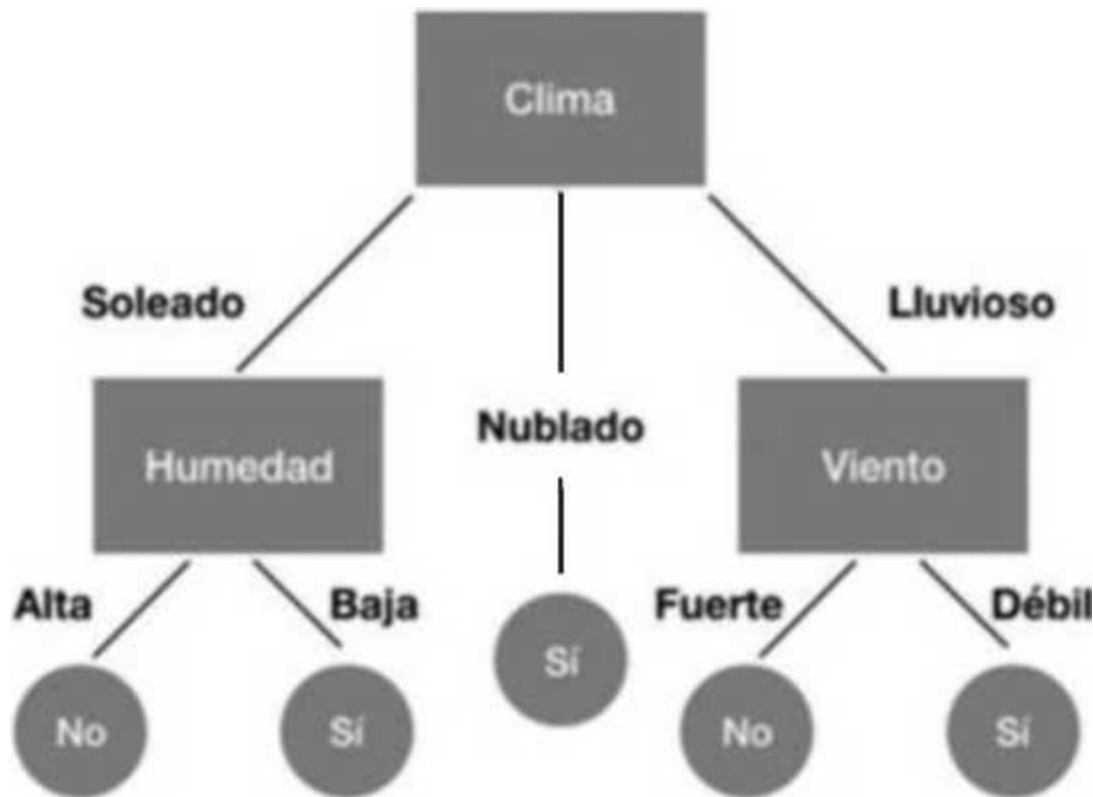 Clima
Soleado
Lluvioso
Nublado
Humedad
Viento
Alta
Baja
Fuerte
Débil
Sí
No
Sí
No
Sí